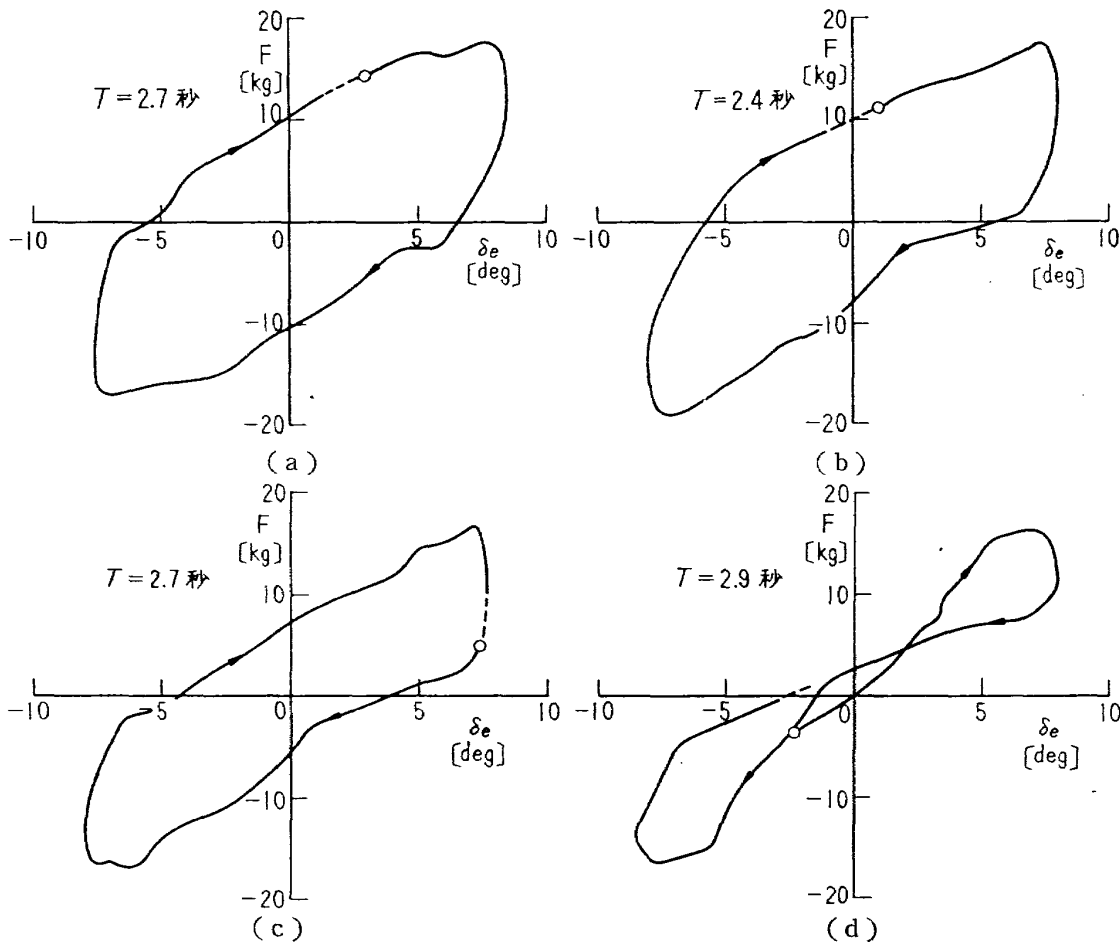 20
F
[kg]
10
T = 2.7 秒
-10 -5 0 5 10
δe
[deg]
-10
-20
(a)
20
F
[kg]
10
T = 2.4 秒
-10 -5 0 5 10
δe
[deg]
-10
-20
(b)
20
F
[kg]
10
T = 2.7 秒
-10 -5 0 5 10
δe
[deg]
-10
-20
(c)
20
F
[kg]
10
T = 2.9 秒
-10 -5 0 5 10
δe
[deg]
-10
-20
(d)